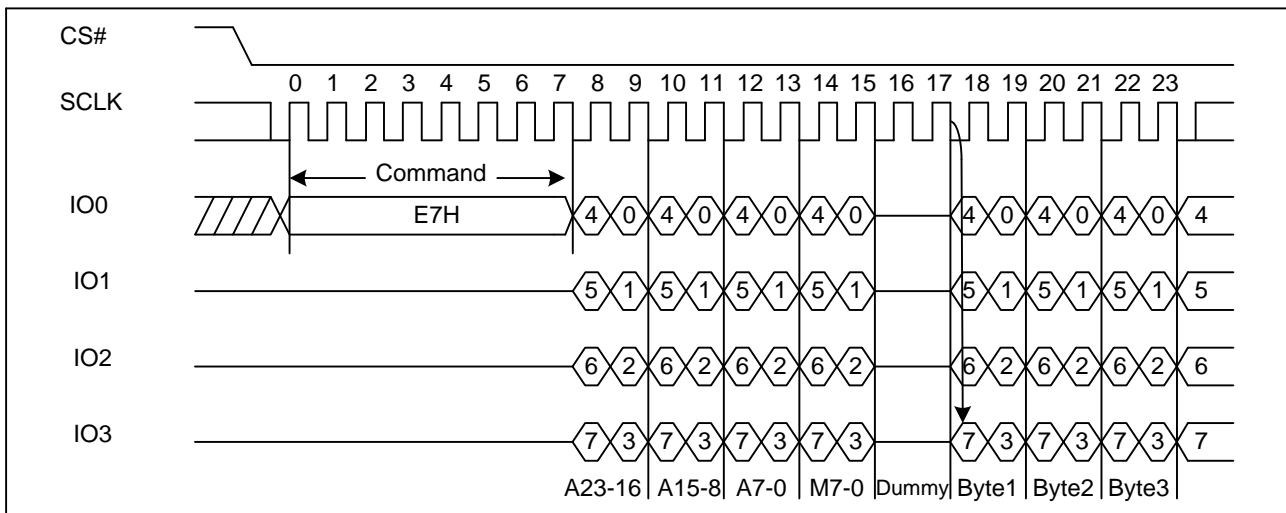 CS#
0 1 2 3 4 5 6 7 8 9 10 11 12 13 14 15 16 17 18 19 20 21 22 23
SCLK
Command
IO0 E7H 4 0 4 0 4 0 4 0 4 0 4 0 4 0 4
IO1 5 1 5 1 5 1 5 1 5 1 5 1 5 1 5
IO2 6 2 6 2 6 2 6 2 6 2 6 2 6 2 6
IO3 7 3 7 3 7 3 7 3 7 3 7 3 7 3 7
A23-16 A15-8 A7-0 M7-0 Dummy Byte1 Byte2 Byte3